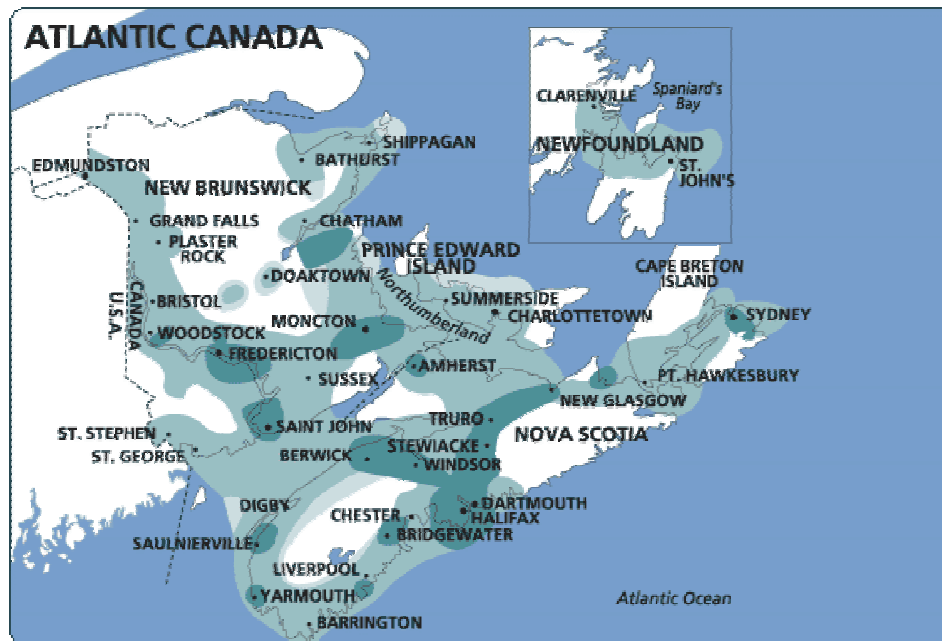 ATLANTIC CANADA
CLARENVILLE
Spaniard's
Bay
NEWFOUNDLAND
ST.
JOHN'S
SHIPPAGAN
BATHURST
EDMUNDSTON
NEW BRUNSWICK
GRAND FALLS
CHATHAM
PLASTER
ROCK
PRINCE EDWARD
ISLAND
CAPE BRETON
ISLAND
DOAKTOWN
Northumberland
SUMMERSIDE
CHARLOTTETOWN
SYDNEY
CANADA
U.S.A.
BRISTOL
MONCTON
WOODSTOCK
FREDERICTON
AMHERST
SUSSEX
PT. HAWKESBURY
NEW GLASGOW
TRURO
SAINT JOHN
NOVA SCOTIA
ST. STEPHEN
STEWIACKE
ST. GEORGE
BERWICK
WINDSOR
DIGBY
DARTMOUTH
CHESTER
HALIFAX
BRIDGEWATER
SAULNIERVILLE
LIVERPOOL
YARMOUTH
Atlantic Ocean
BARRINGTON